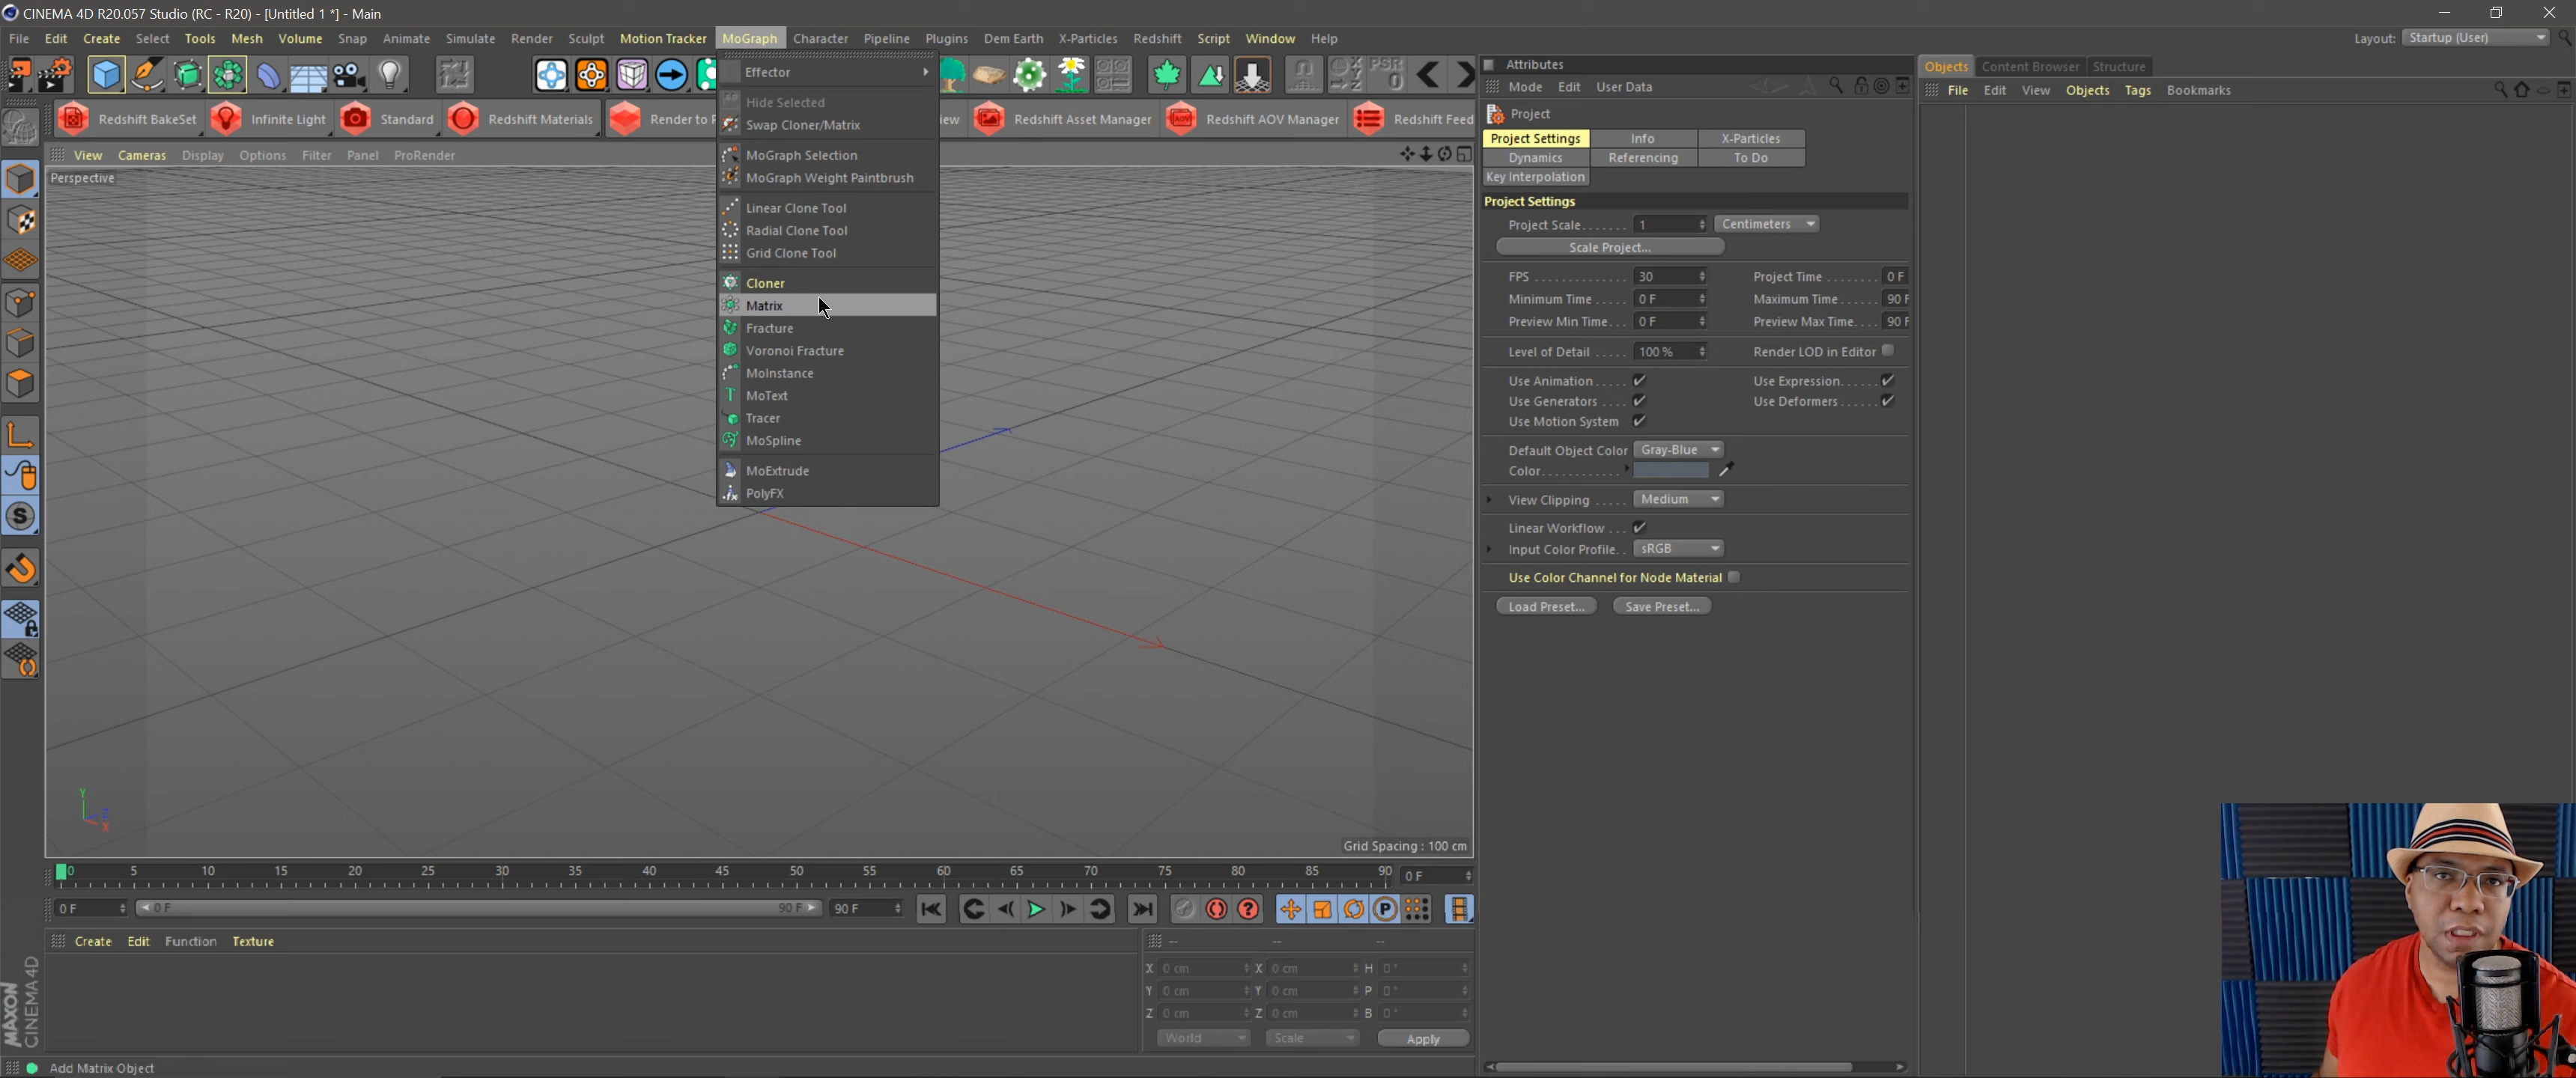 CINEMA 4D R20.057 Studio (RC - R20) - [Untitled 1 *] - Main
File Edit Create Select Tools Mesh Volume Snap Animate Simulate Render Sculpt Motion Tracker MoGraph Character Pipeline Plugins Dem Earth X-Particles Redshift Script Window Help
Layout: Startup (User)
PSR
0
Redshift BakeSet Infinite Light Standard Redshift Materials Render to Redshift Asset Manager Redshift AOV Manager Redshift Feed
View Cameras Display Options Filter Panel ProRender
Perspective
Effector
Hide Selected
Swap Cloner/Matrix
MoGraph Selection
MoGraph Weight Paintbrush
Linear Clone Tool
Radial Clone Tool
Grid Clone Tool
Cloner
Matrix
Fracture
Voronoi Fracture
MoInstance
MoText
Tracer
MoSpline
MoExtrude
PolyFX
Y
Z
X
Grid Spacing : 100 cm
0 5 10 15 20 25 30 35 40 45 50 55 60 65 70 75 80 85 90 0 F
0 F 0 F 90 F 90 F
Create Edit Function Texture
-- -- --
X 0 cm X 0 cm H 0 °
Y 0 cm Y 0 cm P 0 °
Z 0 cm Z 0 cm B 0 °
World Scale Apply
MAXON
CINEMA 4D
Add Matrix Object
Attributes
Mode Edit User Data
Project
Project Settings Info X-Particles
Dynamics Referencing To Do
Key Interpolation
Project Settings
Project Scale....... 1 Centimeters
Scale Project...
FPS ............. 30 Project Time ........ 0 F
Minimum Time ..... 0 F Maximum Time ...... 90 F
Preview Min Time... 0 F Preview Max Time.... 90 F
Level of Detail ..... 100 % Render LOD in Editor
Use Animation ..... Use Expression......
Use Generators .... Use Deformers......
Use Motion System
Default Object Color Gray-Blue
Color...........
View Clipping ..... Medium
Linear Workflow ...
Input Color Profile.. sRGB
Use Color Channel for Node Material
Load Preset... Save Preset...
Objects Content Browser Structure
File Edit View Objects Tags Bookmarks